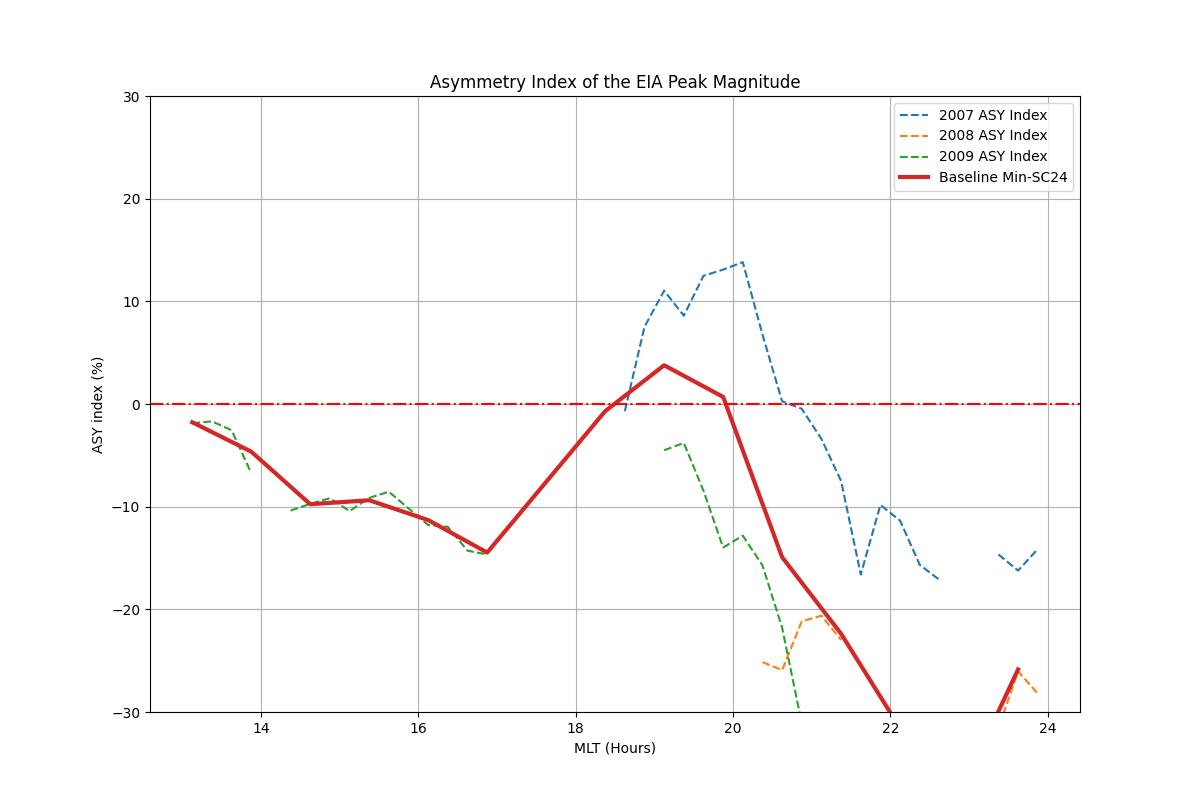 Asymmetry Index of the EIA Peak Magnitude
30
20
10
0
−10
−20
−30
ASY index (%)
2007 ASY Index
2008 ASY Index
2009 ASY Index
Baseline Min-SC24
14
16
18
20
22
24
MLT (Hours)